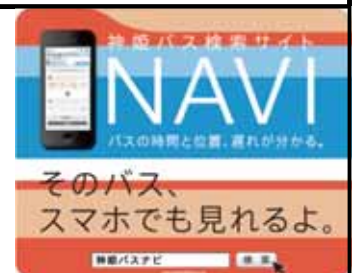 神姫バス検索サイト
NAVI
バスの時間と位置、遅れが分かる。
そのバス、
スマホでも見れるよ。
神姫バスナビ 検索